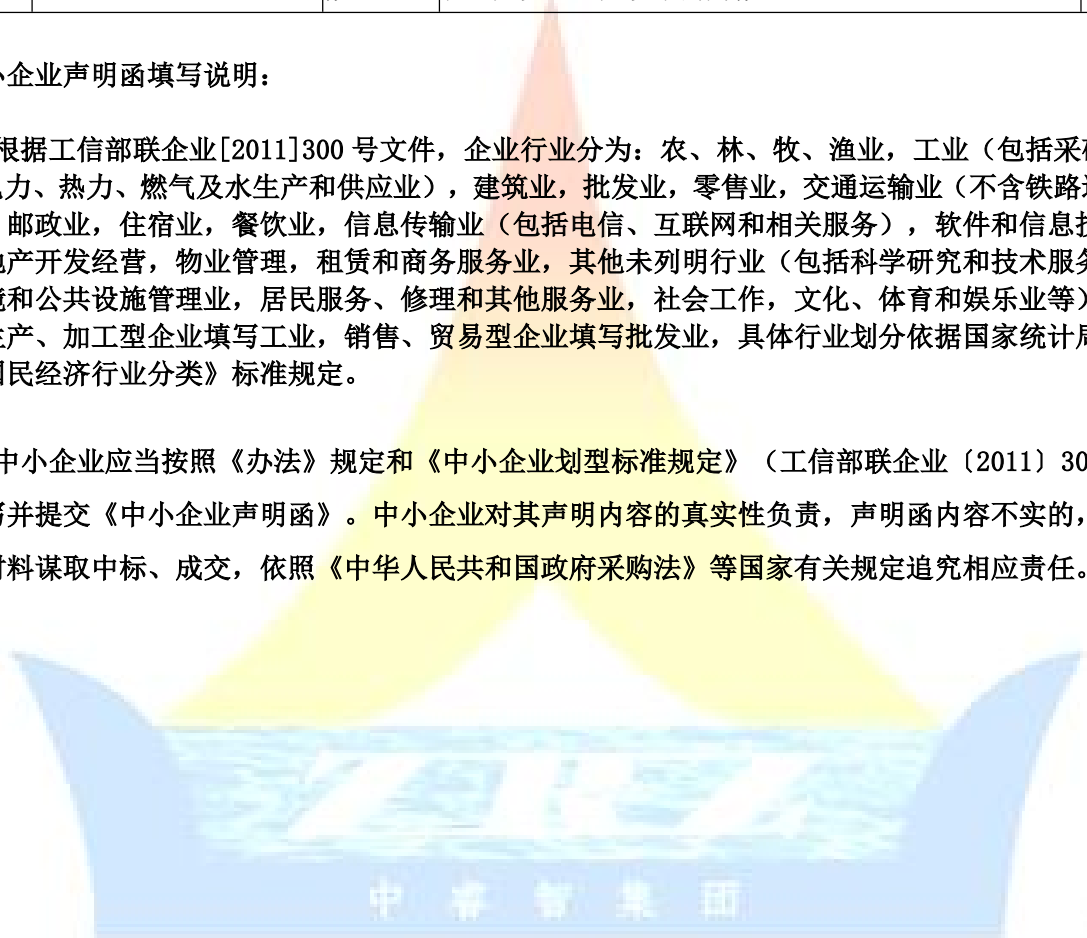 小企业声明函填写说明：
根据工信部联企业[2011]300 号文件，企业行业分为：农、林、牧、渔业，工业（包括采矿
力、热力、燃气及水生产和供应业），建筑业，批发业，零售业，交通运输业（不含铁路运
邮政业，住宿业，餐饮业，信息传输业（包括电信、互联网和相关服务），软件和信息技
产开发经营，物业管理，租赁和商务服务业，其他未列明行业（包括科学研究和技术服务
和公共设施管理业，居民服务、修理和其他服务业，社会工作，文化、体育和娱乐业等）
生产、加工型企业填写工业，销售、贸易型企业填写批发业，具体行业划分依据国家统计局
国民经济行业分类》标准规定。
中小企业应当按照《办法》规定和《中小企业划型标准规定》（工信部联企业〔2011〕30
写并提交《中小企业声明函》。中小企业对其声明内容的真实性负责，声明函内容不实的，
材料谋取中标、成交，依照《中华人民共和国政府采购法》等国家有关规定追究相应责任。
ZRZ
中睿智集团